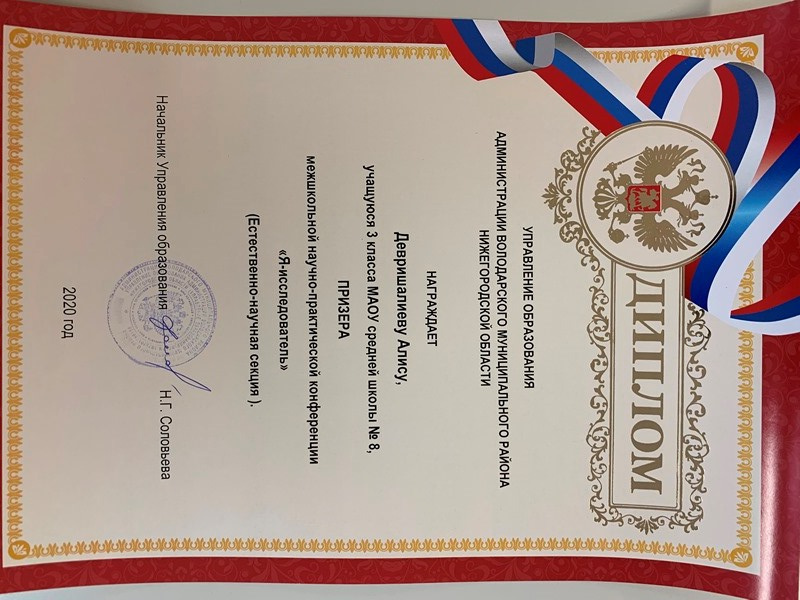 ДИПЛОМ
УПРАВЛЕНИЕ ОБРАЗОВАНИЯ
АДМИНИСТРАЦИИ ВОЛОДАРСКОГО МУНИЦИПАЛЬНОГО РАЙОНА
НИЖЕГОРОДСКОЙ ОБЛАСТИ
НАГРАЖДАЕТ
Девришалиеву Алису,
учащуюся 3 класса МАОУ средней школы № 8,
ПРИЗЕРА
межшкольной научно-практической конференции
«Я-исследователь»
(Естественно-научная секция ).
Начальник Управления образования Н.Г. Соловьева
2020 год